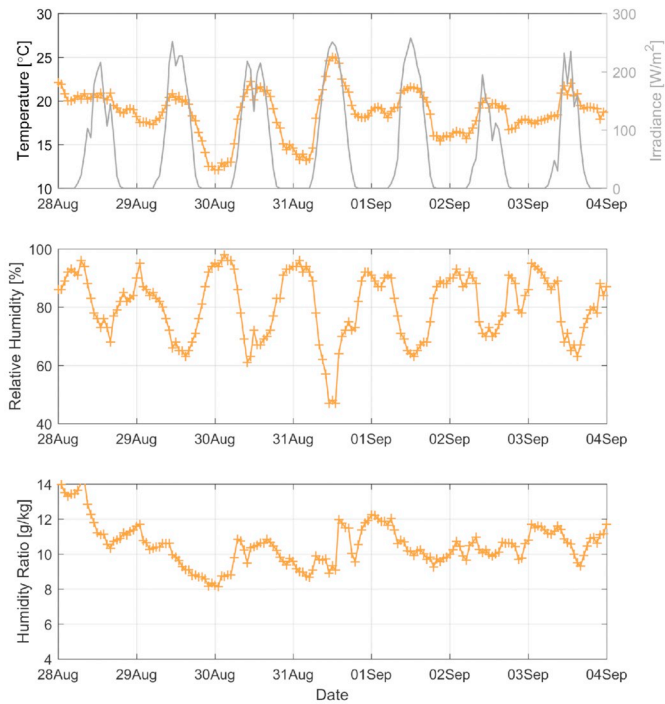 30
25
20
15
10
Temperature [°C]
300
200
100
0
Irradiance [W/m²]
28Aug 29Aug 30Aug 31Aug 01Sep 02Sep 03Sep 04Sep
100
80
60
40
Relative Humidity [%]
28Aug 29Aug 30Aug 31Aug 01Sep 02Sep 03Sep 04Sep
14
12
10
8
6
4
Humidity Ratio [g/kg]
28Aug 29Aug 30Aug 31Aug 01Sep 02Sep 03Sep 04Sep
Date